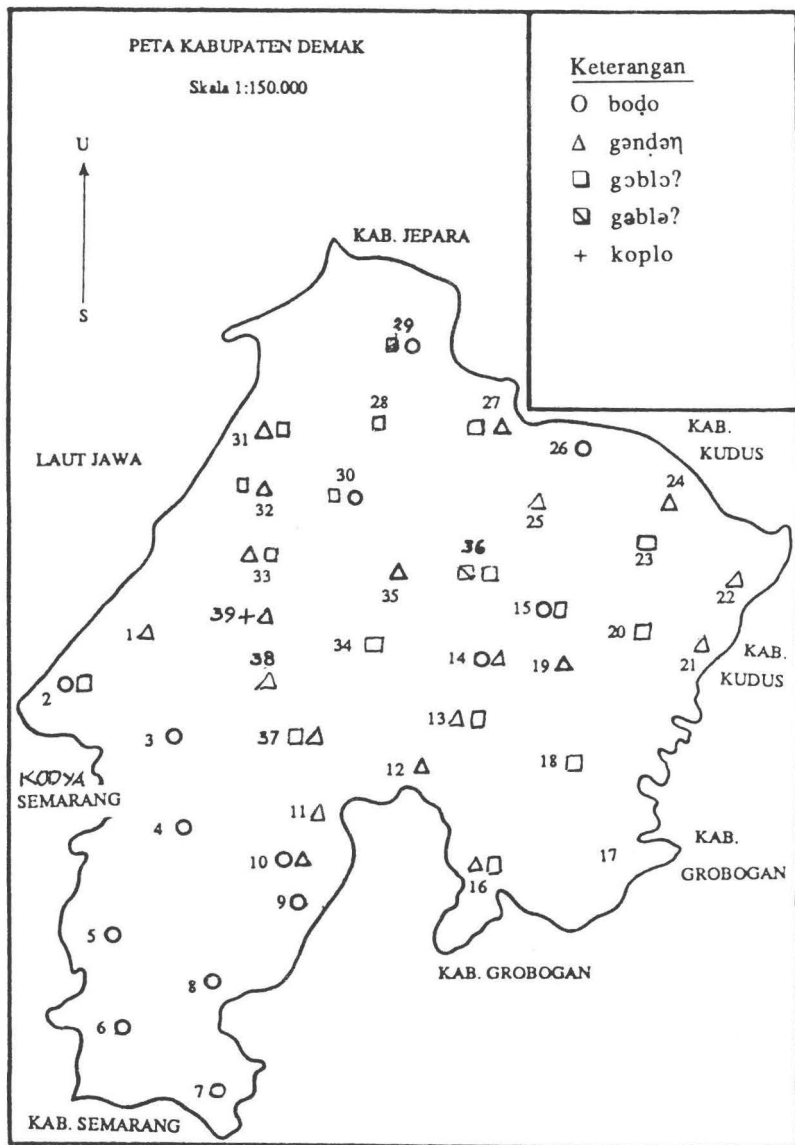 PETA KABUPATEN DEMAK
Skala 1:150.000
U
S
Keterangan
O boḍo
Δ gənḍəŋ
□ gɔblɔ?
⧅ gablə?
+ koplo
KAB. JEPARA
29
28
27
KAB.
KUDUS
31
26
LAUT JAWA
30
24
32
25
36
23
33
35
22
39
15
1
34
20
38
14
19
21
KAB.
KUDUS
2
13
3
37
18
12
KODYA
SEMARANG
11
4
17
KAB.
GROBOGAN
10
16
9
5
KAB. GROBOGAN
8
6
7
KAB. SEMARANG